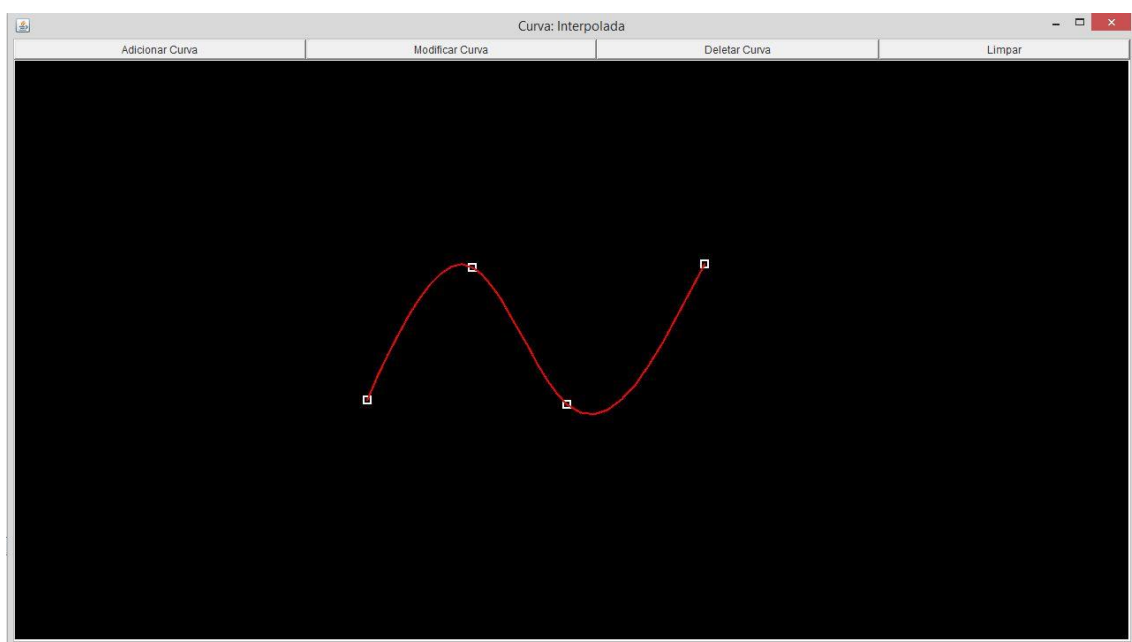 Curva: Interpolada
Adicionar Curva
Modificar Curva
Deletar Curva
Limpar